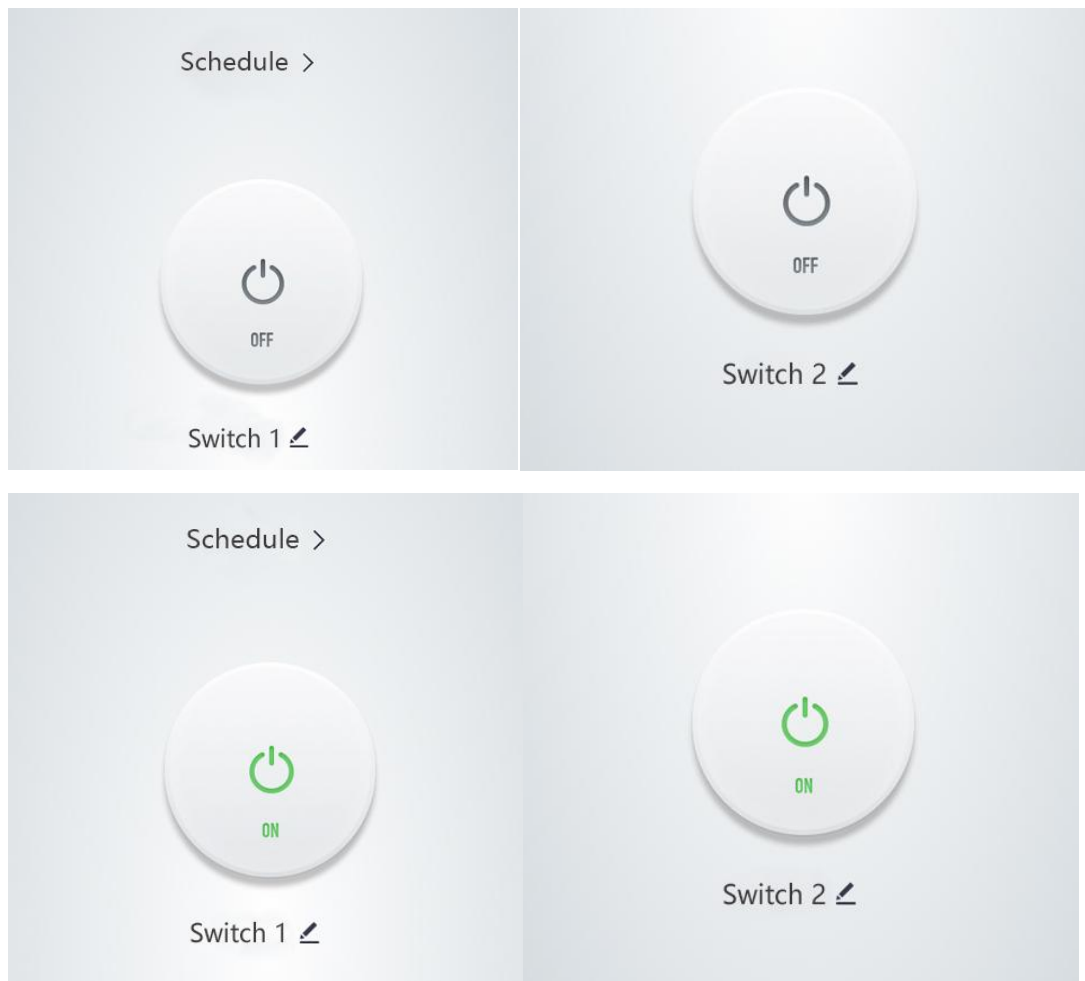 Schedule >
OFF
Switch 1
OFF
Switch 2
Schedule >
ON
Switch 1
ON
Switch 2